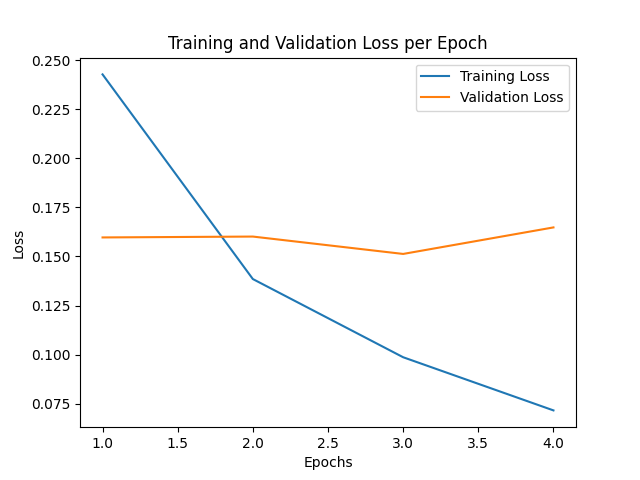 Training and Validation Loss per Epoch
Training Loss
Validation Loss
0.250
0.225
0.200
0.175
0.150
0.125
0.100
0.075
Loss
1.0 1.5 2.0 2.5 3.0 3.5 4.0
Epochs